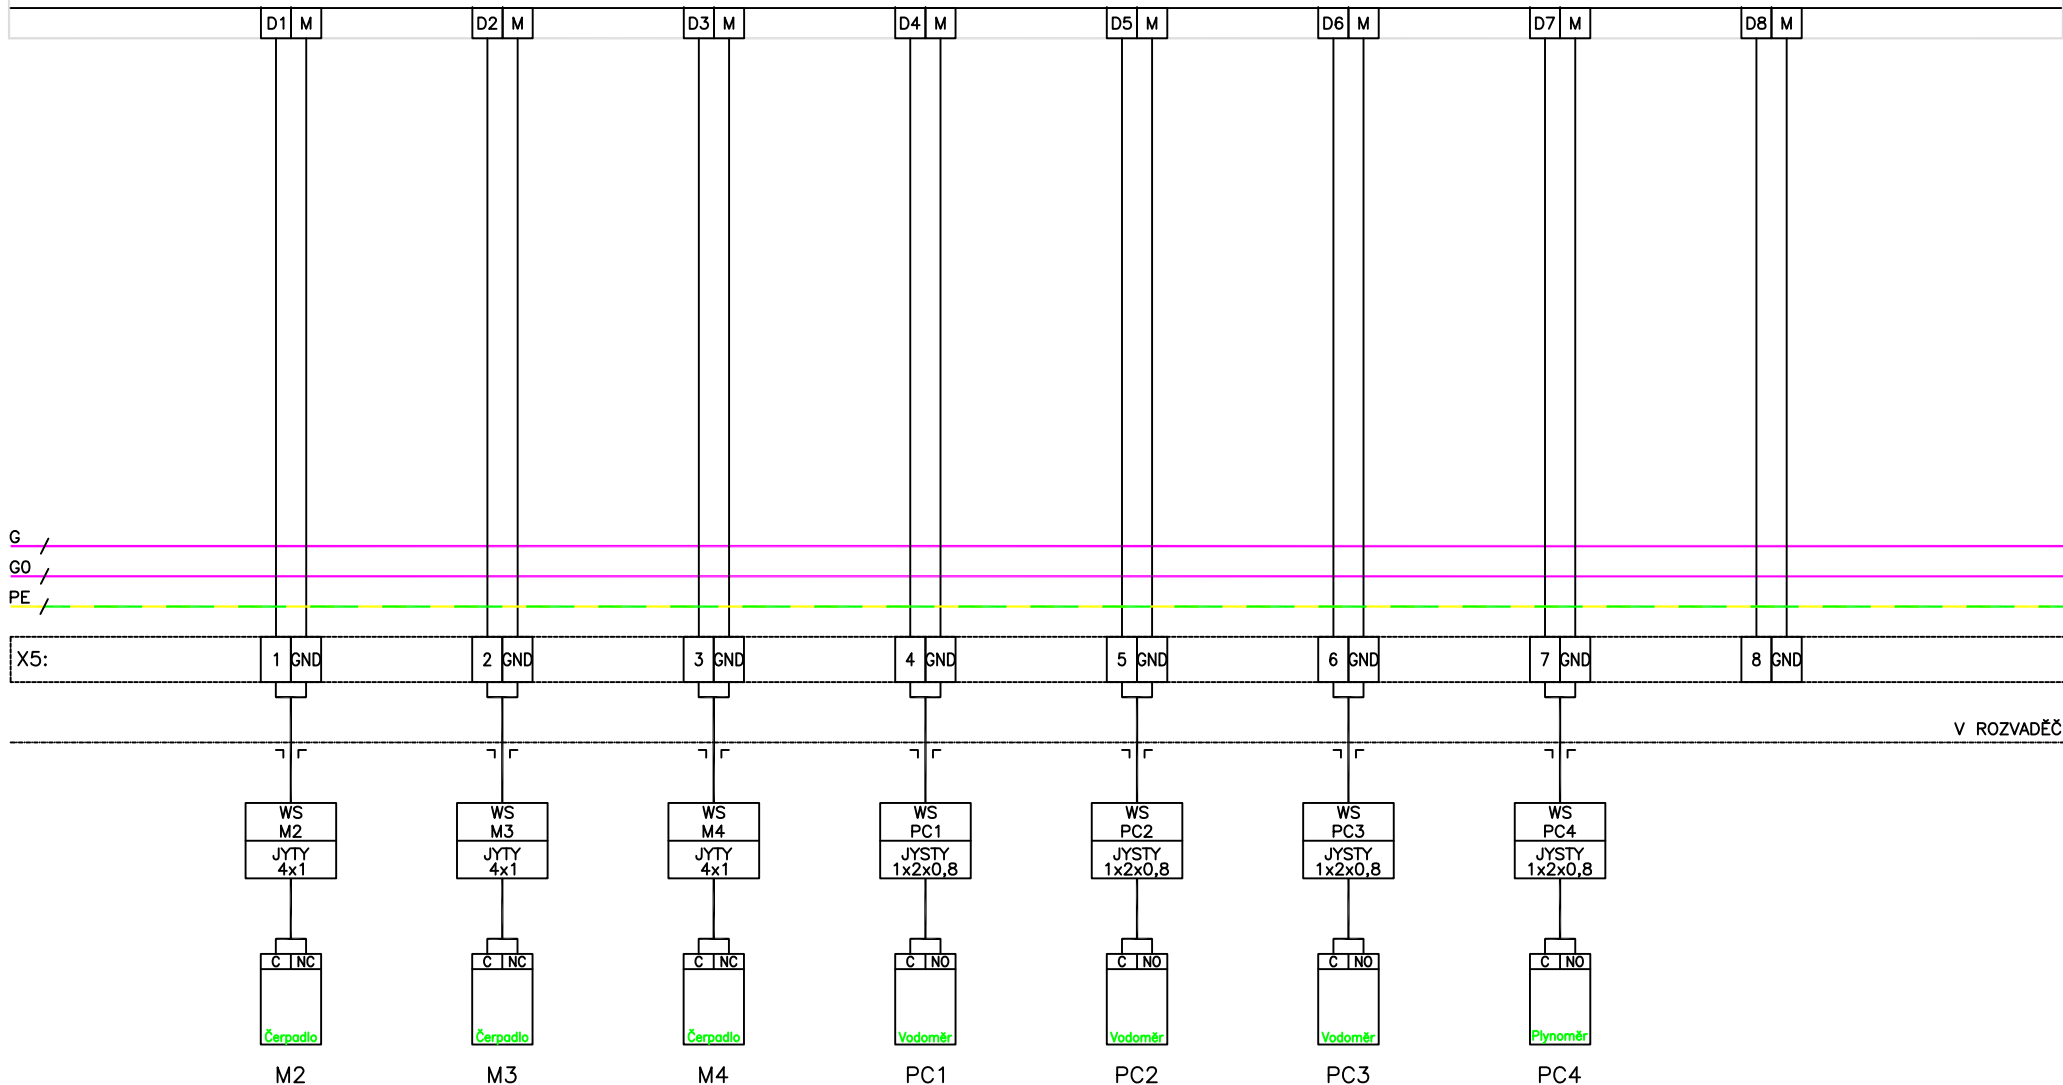 D1 M D2 M D3 M D4 M D5 M D6 M D7 M D8 M
G
G0
PE
X5: 1 GND 2 GND 3 GND 4 GND 5 GND 6 GND 7 GND 8 GND
V ROZVADĚČ
WS WS WS WS WS WS WS
M2 M3 M4 PC1 PC2 PC3 PC4
JYTY JYTY JYTY JYSTY JYSTY JYSTY JYSTY
4x1 4x1 4x1 1x2x0,8 1x2x0,8 1x2x0,8 1x2x0,8
C NC C NC C NC C NO C NO C NO C NO
Čerpadlo Čerpadlo Čerpadlo Vodoměr Vodoměr Vodoměr Plynoměr
M2 M3 M4 PC1 PC2 PC3 PC4